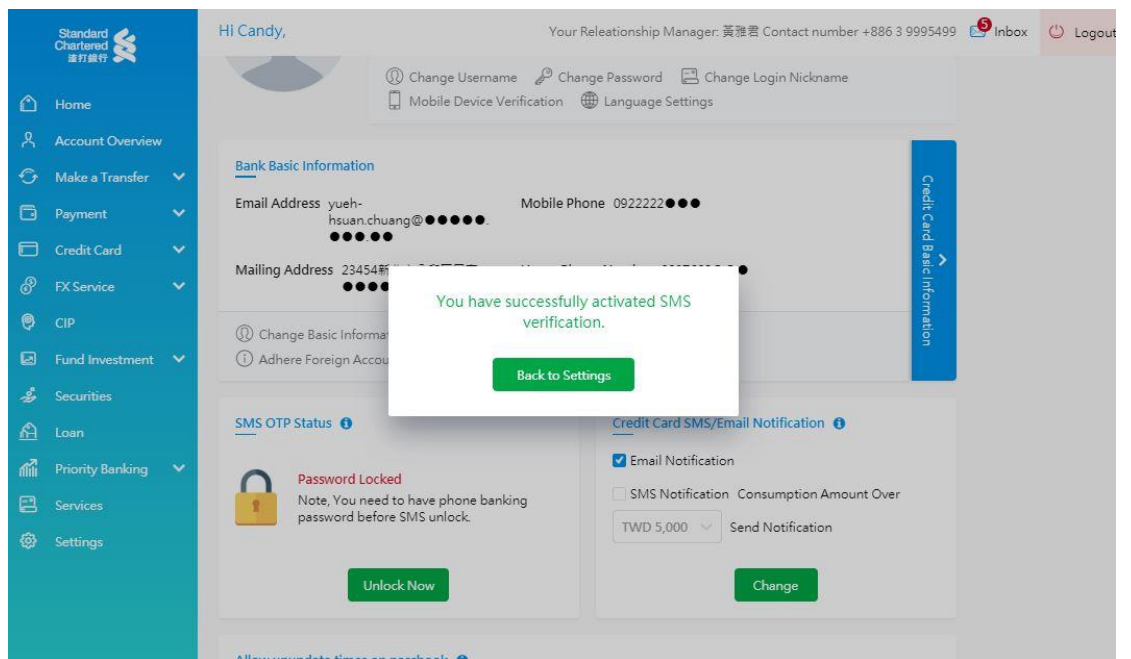 Standard
Chartered
渣打銀行
Hi Candy,
Your Releationship Manager: 黃雅君 Contact number +886 3 9995499
5
Inbox
Logout
Home
Account Overview
Make a Transfer
Payment
Credit Card
FX Service
CIP
Fund Investment
Securities
Loan
Priority Banking
Services
Settings
Change Username
Change Password
Change Login Nickname
Mobile Device Verification
Language Settings
Bank Basic Information
Email Address yueh-
hsuan.chuang@●●●●●.
●●●.●●
Mobile Phone 0922222●●●
Mailing Address 23454新
●●●●
Change Basic Informa
Adhere Foreign Accou
Credit Card Basic Information
You have successfully activated SMS
verification.
Back to Settings
SMS OTP Status
Password Locked
Note, You need to have phone banking
password before SMS unlock.
Unlock Now
Credit Card SMS/Email Notification
Email Notification
SMS Notification Consumption Amount Over
TWD 5,000 Send Notification
Change